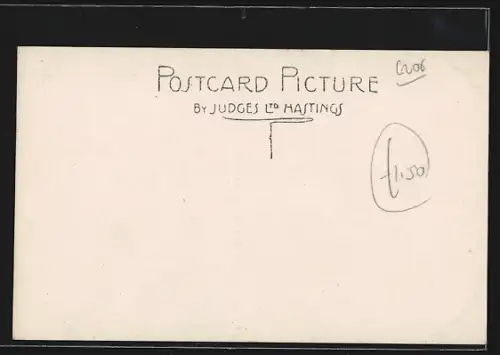 POSTCARD PICTURE
BY JUDGES LTD HASTINGS
£1.50